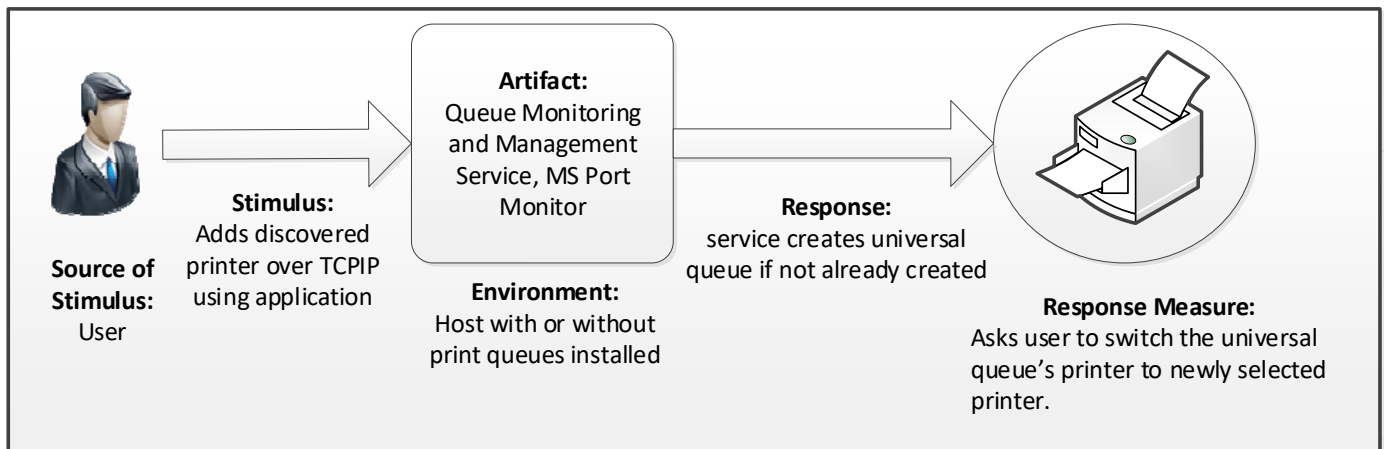 Source of
Stimulus:
User
Stimulus:
Adds discovered
printer over TCPIP
using application
Artifact:
Queue Monitoring
and Management
Service, MS Port
Monitor
Environment:
Host with or without
print queues installed
Response:
service creates universal
queue if not already created
Response Measure:
Asks user to switch the universal
queue’s printer to newly selected
printer.